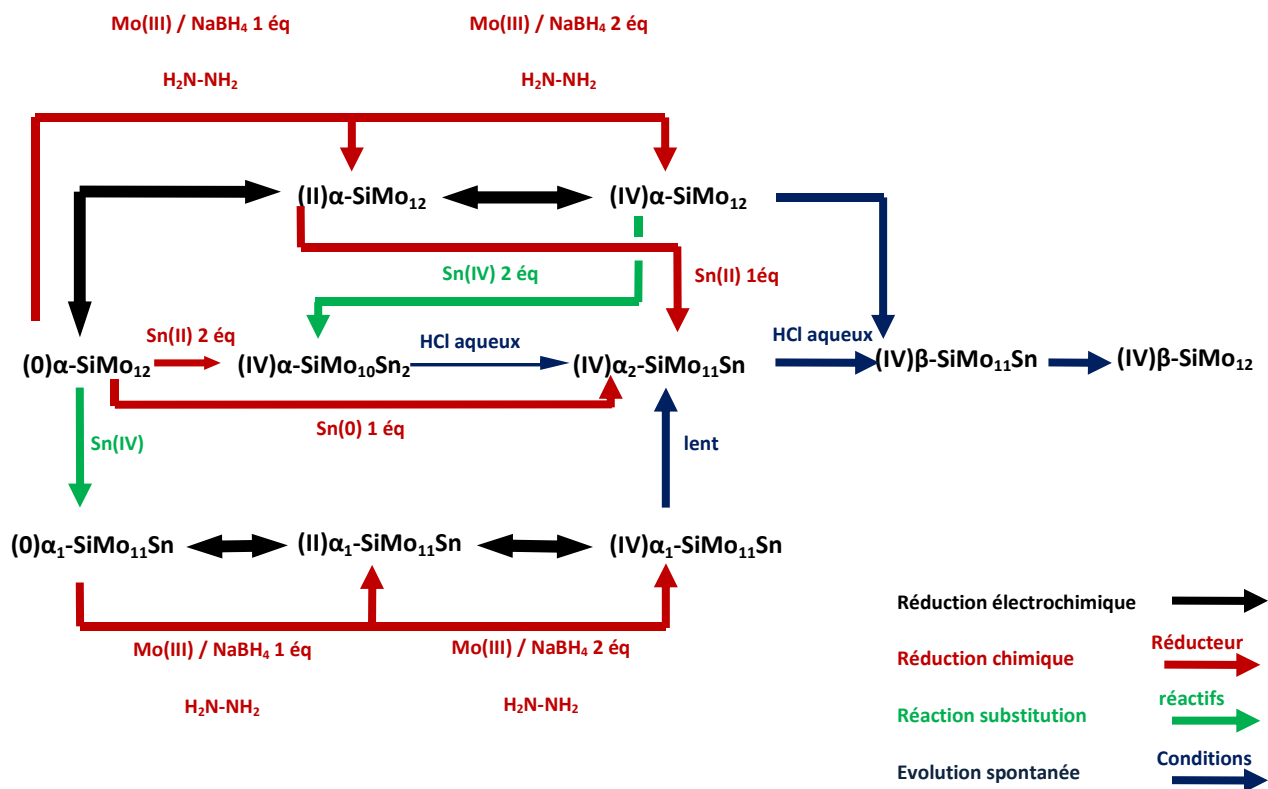 Mo(III) / NaBH₄ 1 éq
Mo(III) / NaBH₄ 2 éq
H₂N-NH₂
H₂N-NH₂
(II)α-SiMo₁₂
(IV)α-SiMo₁₂
Sn(IV) 2 éq
Sn(II) 1éq
Sn(II) 2 éq
HCl aqueux
HCl aqueux
(0)α-SiMo₁₂
(IV)α-SiMo₁₀Sn₂
(IV)α₂-SiMo₁₁Sn
(IV)β-SiMo₁₁Sn
(IV)β-SiMo₁₂
Sn(0) 1 éq
Sn(IV)
lent
(0)α₁-SiMo₁₁Sn
(II)α₁-SiMo₁₁Sn
(IV)α₁-SiMo₁₁Sn
Mo(III) / NaBH₄ 1 éq
Mo(III) / NaBH₄ 2 éq
H₂N-NH₂
H₂N-NH₂
Réduction électrochimique
Réduction chimique
Réducteur
Réaction substitution
réactifs
Evolution spontanée
Conditions